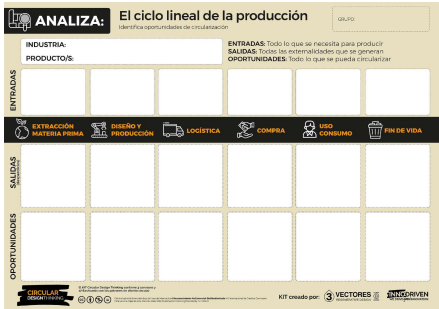 ANALIZA:
El ciclo lineal de la producción
Identifica oportunidades de circularización
GRUPO:
INDUSTRIA:
PRODUCTO/S:
ENTRADAS: Todo lo que se necesita para producir
SALIDAS: Todas las externalidades que se generan
OPORTUNIDADES: Todo lo que se pueda circularizar
ENTRADAS
EXTRACCIÓN
MATERIA PRIMA
DISEÑO Y
PRODUCCIÓN
LOGÍSTICA
COMPRA
USO
CONSUMO
FIN DE VIDA
SALIDAS
OPORTUNIDADES
CIRCULAR
DESIGN THINKING
KIT creado por:
3 VECTORES
INNODRIVEN